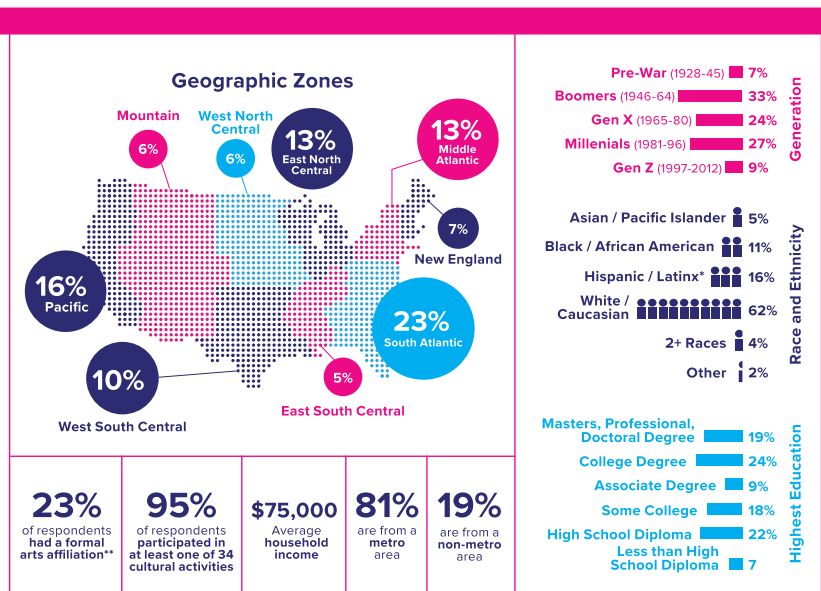 Geographic Zones
Mountain
6%
West North
Central
6%
13%
East North
Central
13%
Middle
Atlantic
7%
New England
16%
Pacific
23%
South Atlantic
10%
West South Central
5%
East South Central
23%
of respondents
had a formal
arts affiliation**
95%
of respondents
participated in
at least one of 34
cultural activities
$75,000
Average
household
income
81%
are from a
metro
area
19%
are from a
non-metro
area
Generation
Pre-War (1928-45) 7%
Boomers (1946-64) 33%
Gen X (1965-80) 24%
Millenials (1981-96) 27%
Gen Z (1997-2012) 9%
Race and Ethnicity
Asian / Pacific Islander 5%
Black / African American 11%
Hispanic / Latinx* 16%
White /
Caucasian 62%
2+ Races 4%
Other 2%
Highest Education
Masters, Professional,
Doctoral Degree 19%
College Degree 24%
Associate Degree 9%
Some College 18%
High School Diploma 22%
Less than High
School Diploma 7